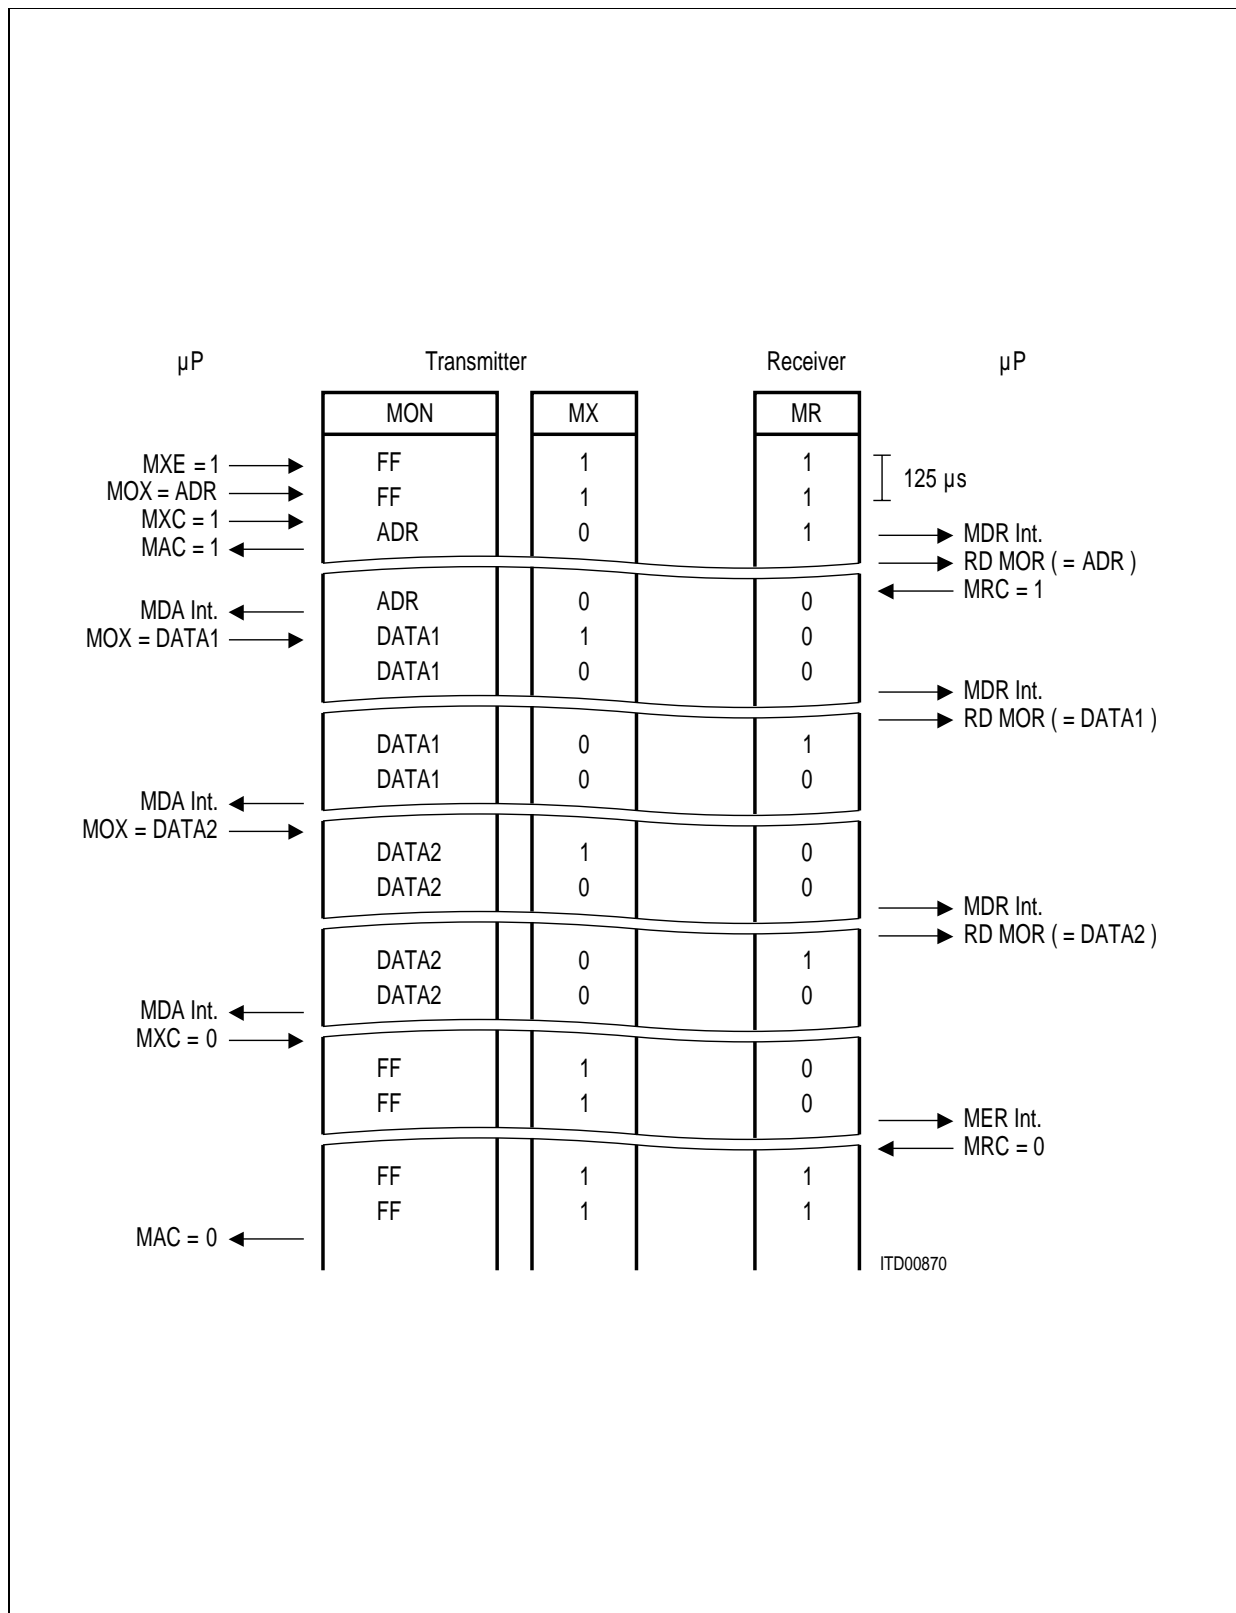 µP Transmitter Receiver µP
MON MX MR
MXE = 1 FF 1 1
125 µs
MOX = ADR FF 1 1
MXC = 1
ADR 0 1 MDR Int.
MAC = 1
RD MOR ( = ADR )
MRC = 1
ADR 0 0
MDA Int.
MOX = DATA1 DATA1 1 0
DATA1 0 0
MDR Int.
RD MOR ( = DATA1 )
DATA1 0 1
DATA1 0 0
MDA Int.
MOX = DATA2
DATA2 1 0
DATA2 0 0
MDR Int.
RD MOR ( = DATA2 )
DATA2 0 1
DATA2 0 0
MDA Int.
MXC = 0
FF 1 0
FF 1 0
MER Int.
MRC = 0
FF 1 1
FF 1 1
MAC = 0
ITD00870